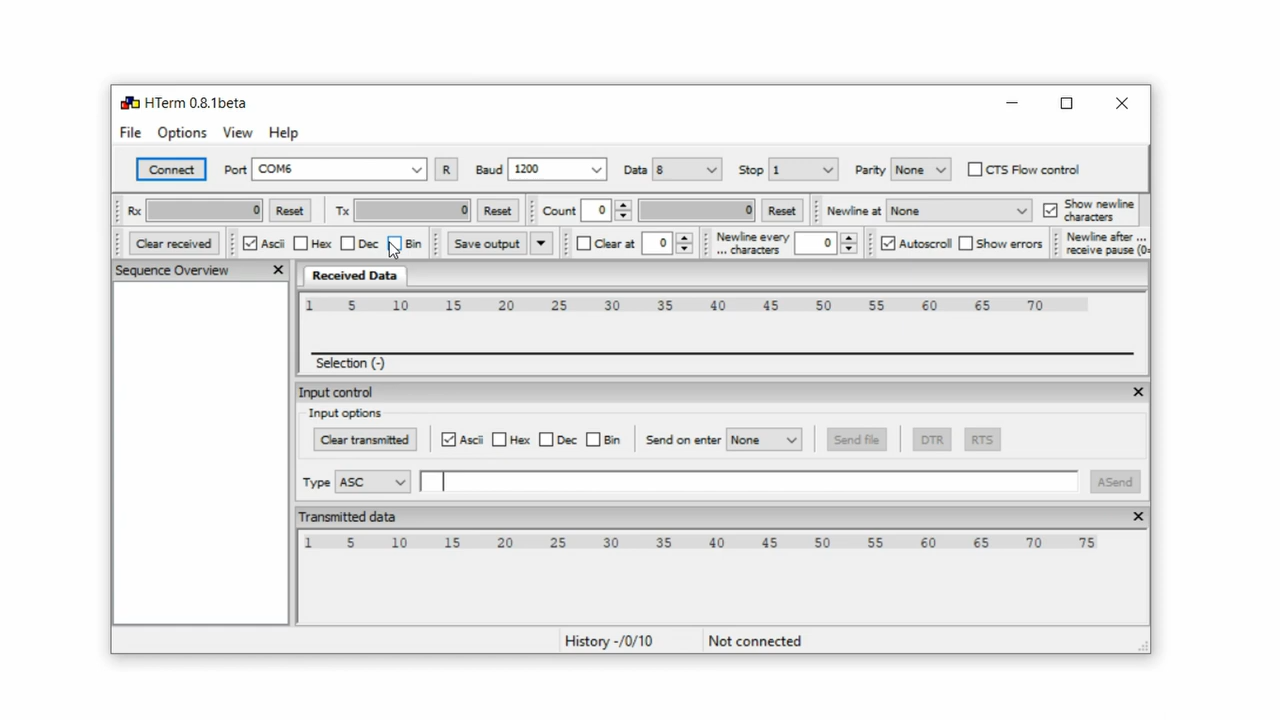 HTerm 0.8.1beta
File Options View Help
Connect Port COM6 R Baud 1200 Data 8 Stop 1 Parity None CTS Flow control
Rx 0 Reset Tx 0 Reset Count 0 0 Reset Newline at None Show newline characters
Clear received Ascii Hex Dec Bin Save output Clear at 0 Newline every ... characters 0 Autoscroll Show errors Newline after ... receive pause (0=
Sequence Overview
Received Data
1 5 10 15 20 25 30 35 40 45 50 55 60 65 70
Selection (-)
Input control
Input options
Clear transmitted Ascii Hex Dec Bin Send on enter None Send file DTR RTS
Type ASC ASend
Transmitted data
1 5 10 15 20 25 30 35 40 45 50 55 60 65 70 75
History -/0/10 Not connected